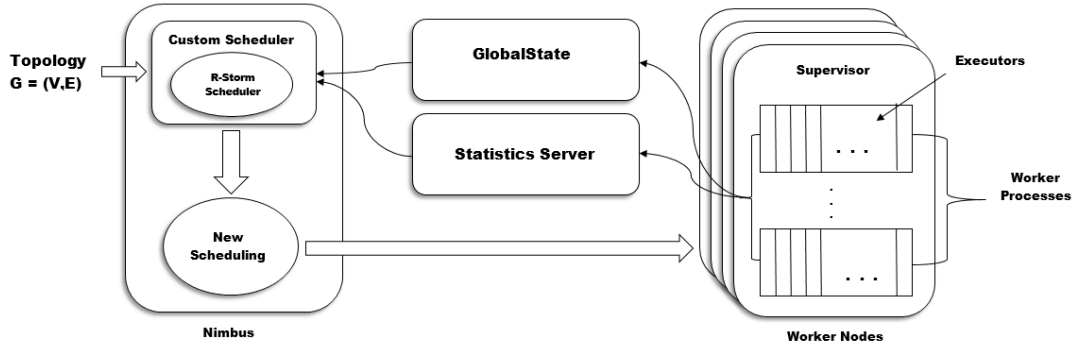 Topology
G = (V,E)
Custom Scheduler
R-Storm
Scheduler
New
Scheduling
Nimbus
GlobalState
Statistics Server
Supervisor
Executors
. . .
Worker
Processes
. . .
Worker Nodes